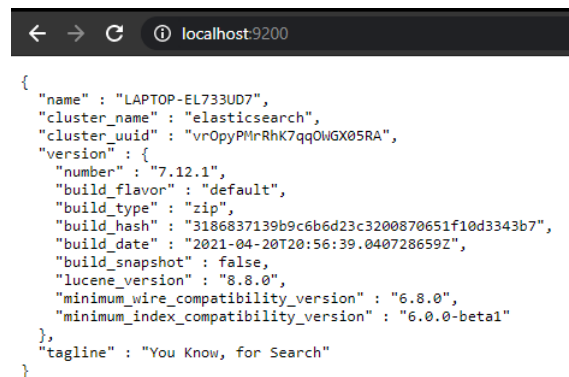 localhost:9200
{
  "name" : "LAPTOP-EL733UD7",
  "cluster_name" : "elasticsearch",
  "cluster_uuid" : "vrOpyPMrRhK7qqOWGX05RA",
  "version" : {
    "number" : "7.12.1",
    "build_flavor" : "default",
    "build_type" : "zip",
    "build_hash" : "3186837139b9c6b6d23c3200870651f10d3343b7",
    "build_date" : "2021-04-20T20:56:39.040728659Z",
    "build_snapshot" : false,
    "lucene_version" : "8.8.0",
    "minimum_wire_compatibility_version" : "6.8.0",
    "minimum_index_compatibility_version" : "6.0.0-beta1"
  },
  "tagline" : "You Know, for Search"
}